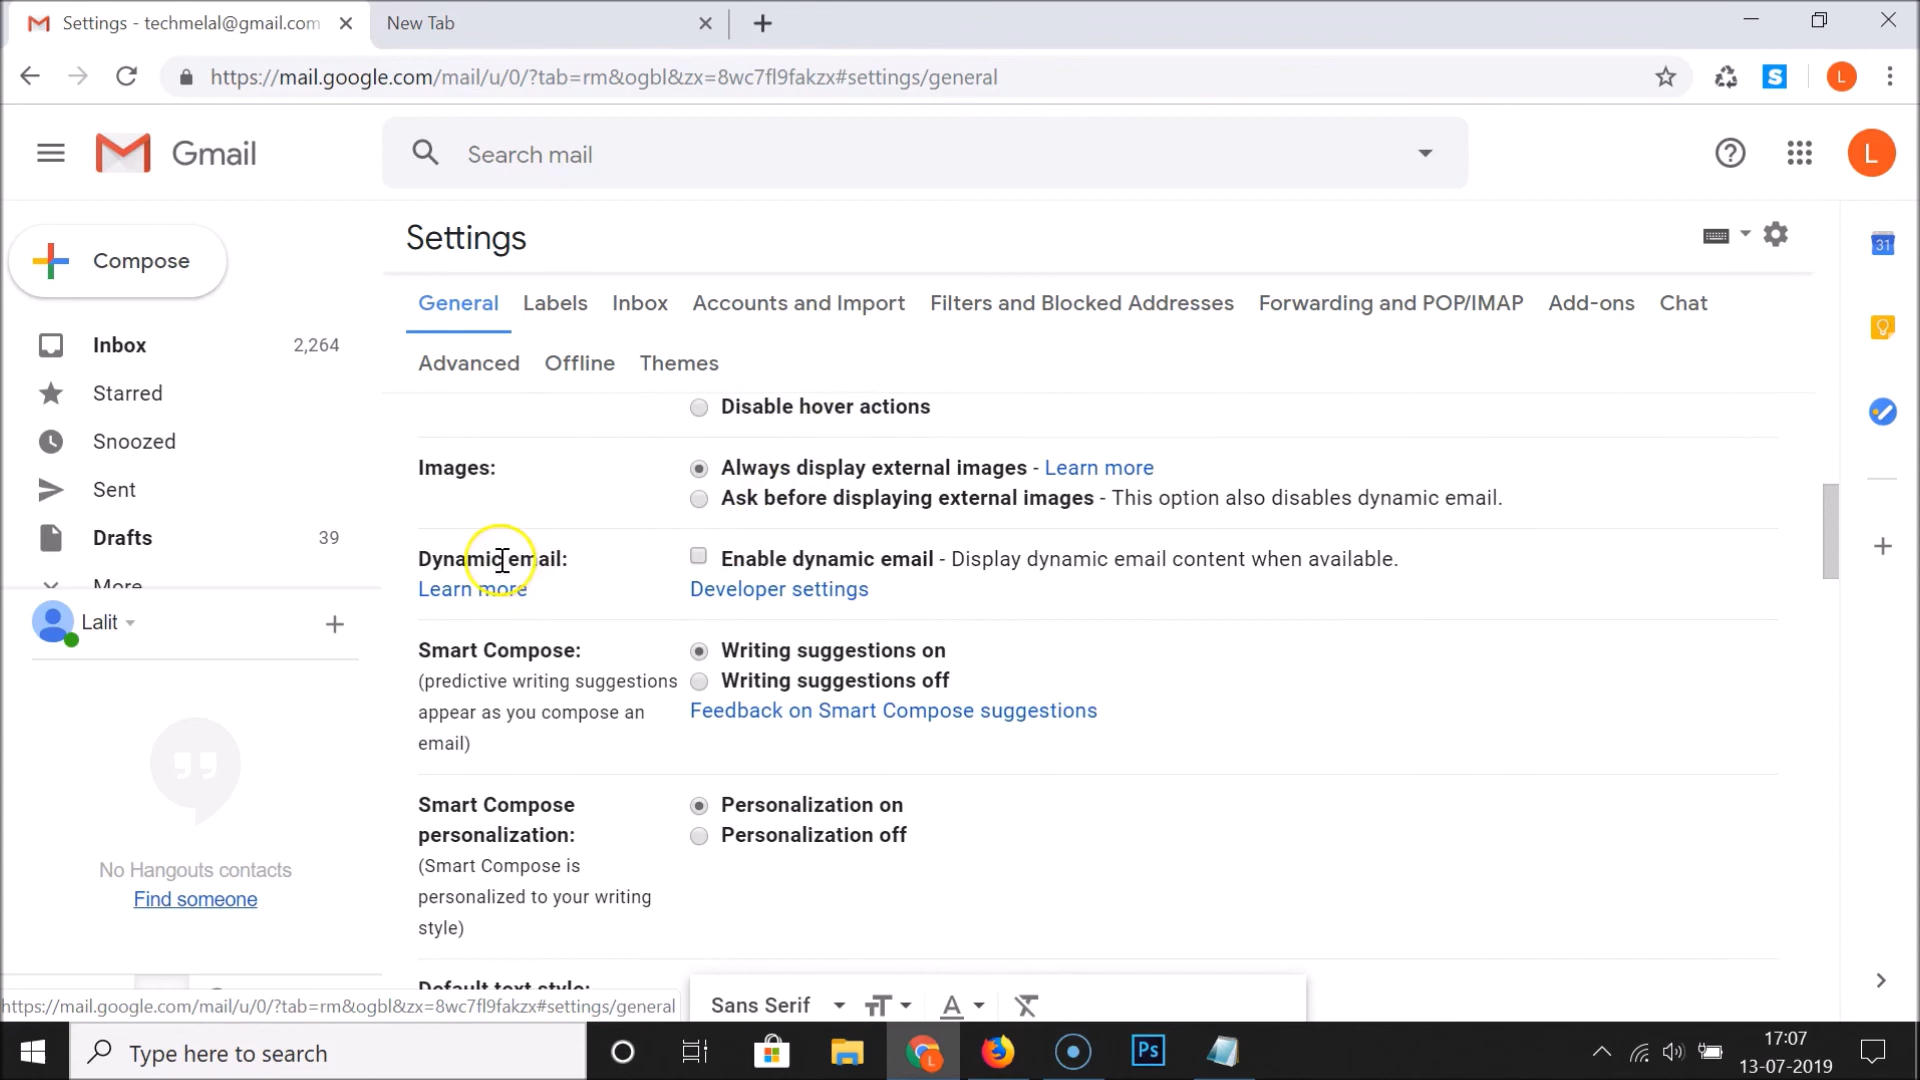 Settings - techmelal@gmail.com
New Tab
https://mail.google.com/mail/u/0/?tab=rm&ogbl&zx=8wc7fl9fakzx#settings/general
S
L
Gmail
Search mail
L
Compose
Settings
31
General
Labels
Inbox
Accounts and Import
Filters and Blocked Addresses
Forwarding and POP/IMAP
Add-ons
Chat
Advanced
Offline
Themes
Inbox 2,264
Starred
Snoozed
Sent
Drafts 39
More
Lalit
No Hangouts contacts
Find someone
Disable hover actions
Images:
Always display external images - Learn more
Ask before displaying external images - This option also disables dynamic email.
Dynamic email:
Enable dynamic email - Display dynamic email content when available.
Learn more
Developer settings
Smart Compose:
(predictive writing suggestions
appear as you compose an
email)
Writing suggestions on
Writing suggestions off
Feedback on Smart Compose suggestions
Smart Compose
personalization:
(Smart Compose is
personalized to your writing
style)
Personalization on
Personalization off
Default text style:
Sans Serif
https://mail.google.com/mail/u/0/?tab=rm&ogbl&zx=8wc7fl9fakzx#settings/general
Type here to search
L
Ps
17:07
13-07-2019